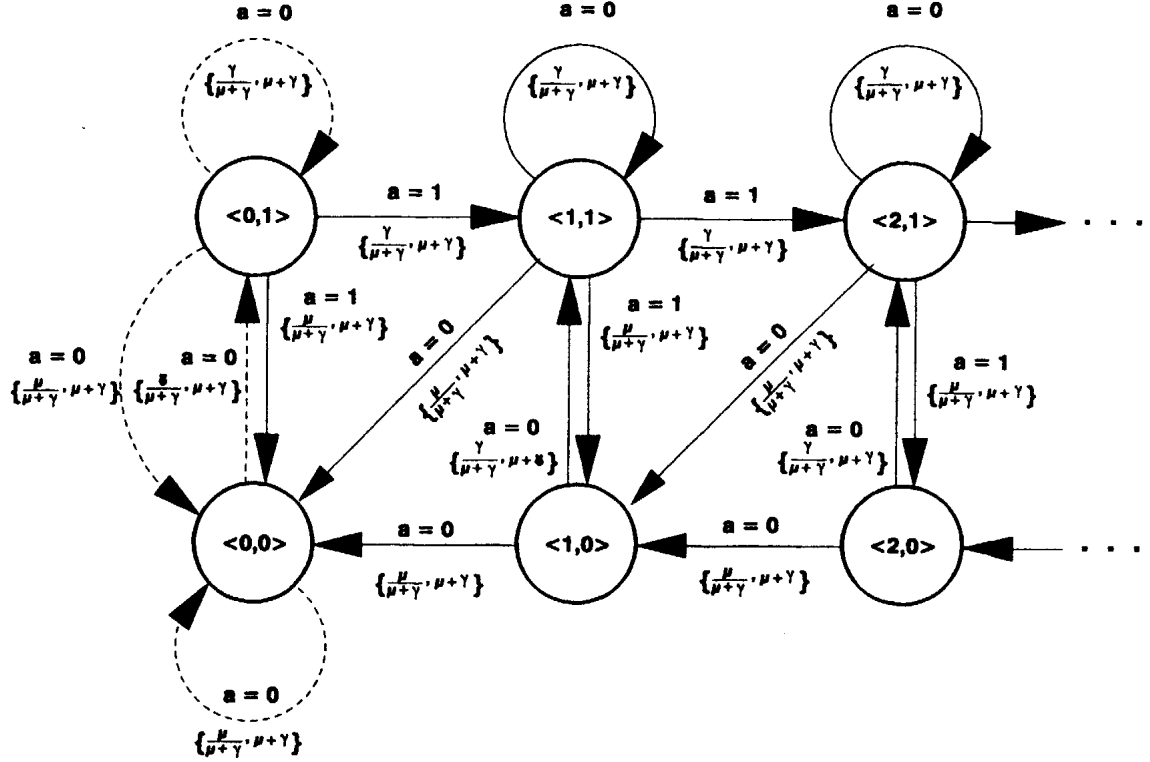 a = 0
a = 0
a = 0
{γ/μ+γ, μ+γ}
{γ/μ+γ, μ+γ}
{γ/μ+γ, μ+γ}
<0,1>
a = 1
{γ/μ+γ, μ+γ}
<1,1>
a = 1
{γ/μ+γ, μ+γ}
<2,1>
. . .
a = 1
{μ/μ+γ, μ+γ}
a = 0
{μ/μ+γ, μ+γ}
a = 0
{γ/μ+γ, μ+γ}
a = 0
{μ/μ+γ, μ+γ}
a = 1
{μ/μ+γ, μ+γ}
a = 0
{γ/μ+γ, μ+γ}
a = 0
{μ/μ+γ, μ+γ}
a = 1
{μ/μ+γ, μ+γ}
a = 0
{γ/μ+γ, μ+γ}
<0,0>
a = 0
{μ/μ+γ, μ+γ}
<1,0>
a = 0
{μ/μ+γ, μ+γ}
<2,0>
. . .
a = 0
{μ/μ+γ, μ+γ}